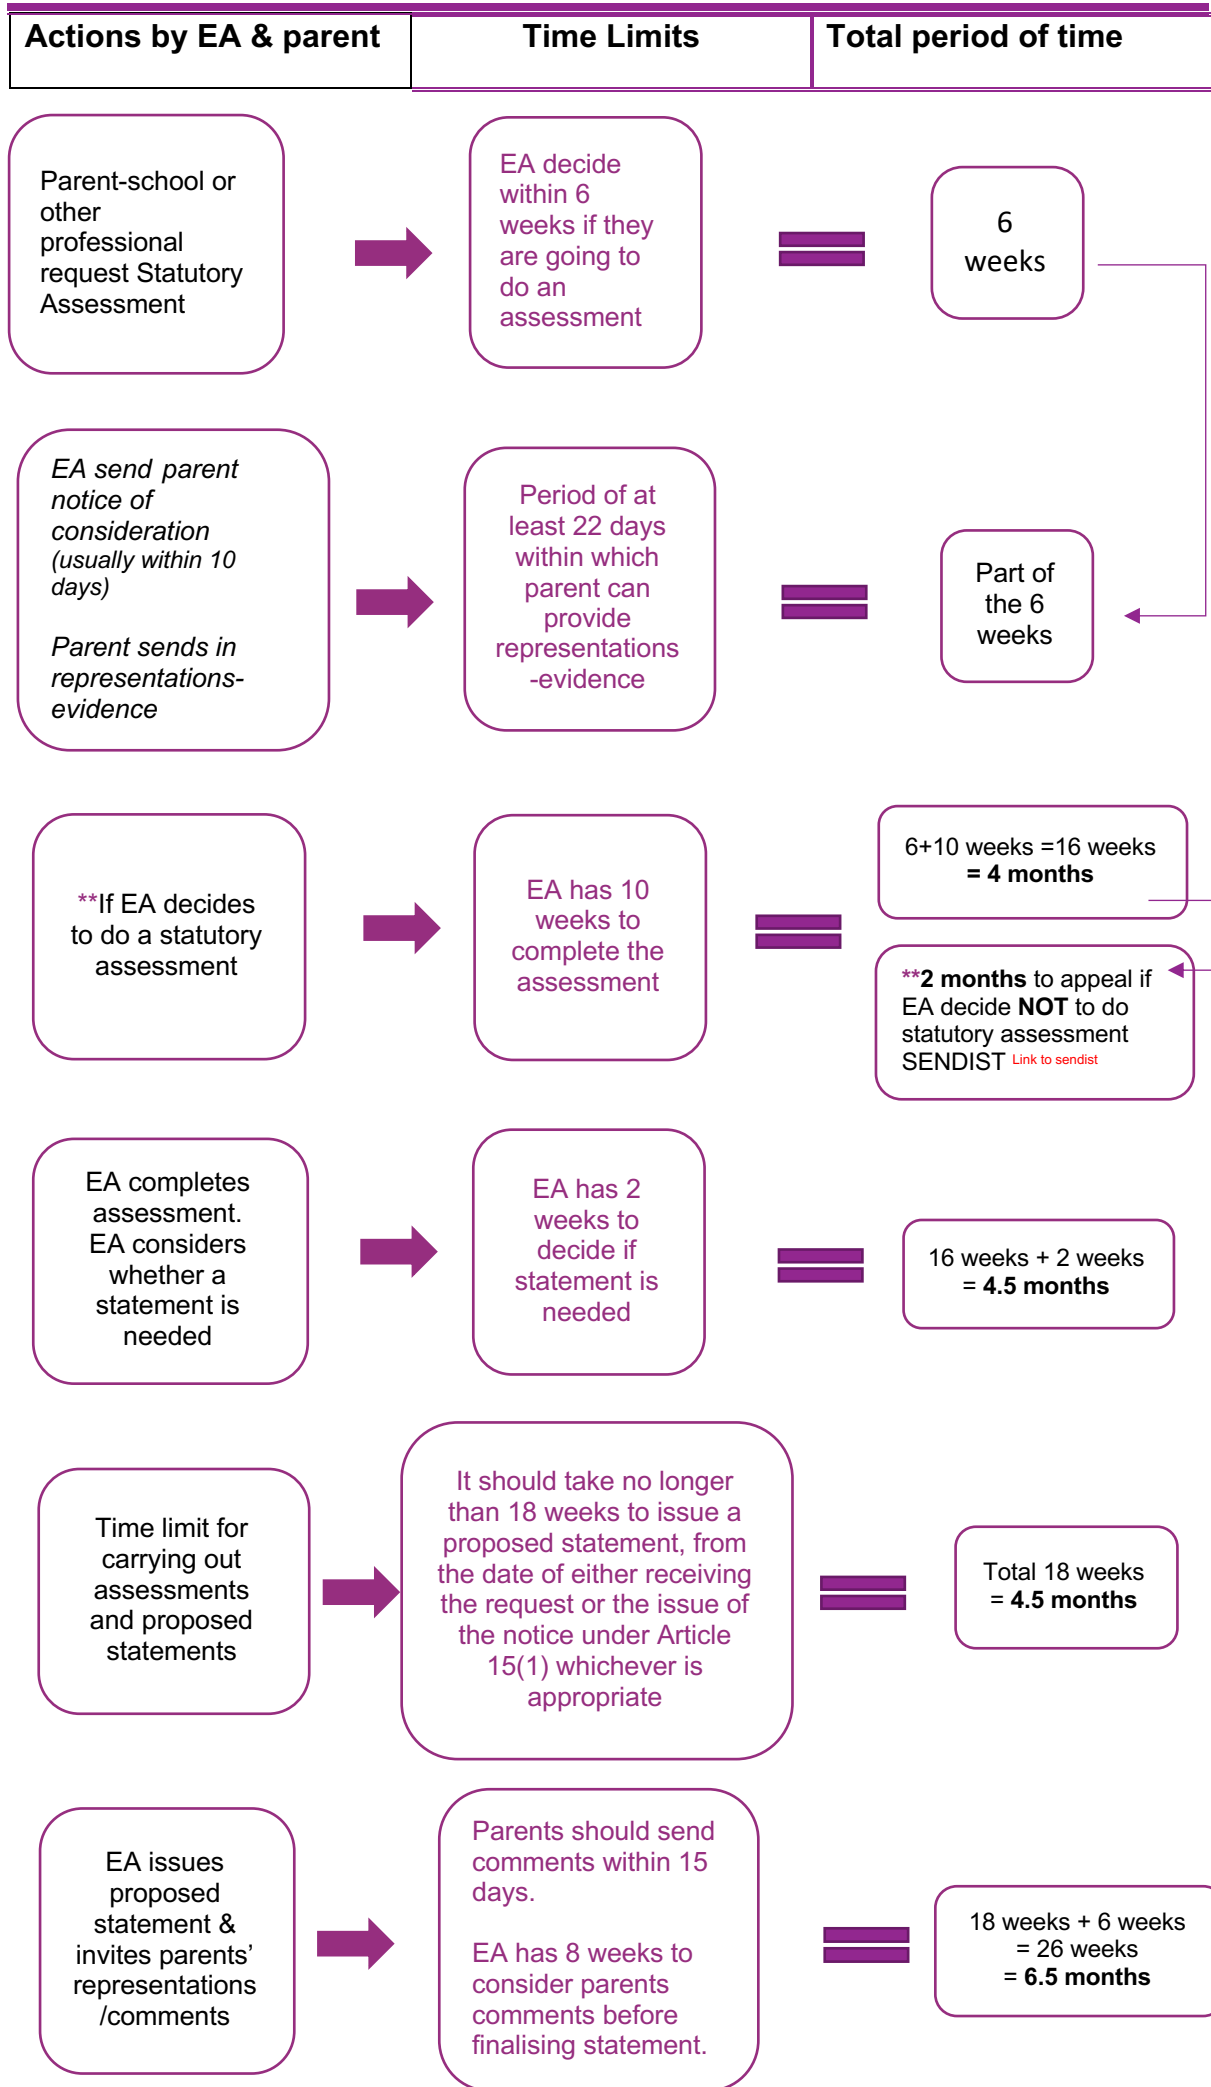 Actions by EA & parent
Time Limits
Total period of time
Parent-school or
other
professional
request Statutory
Assessment
EA decide
within 6
weeks if they
are going to
do an
assessment
6
weeks
EA send parent
notice of
consideration
(usually within 10
days)
Parent sends in
representations-
evidence
Period of at
least 22 days
within which
parent can
provide
representations
-evidence
Part of
the 6
weeks
**If EA decides
to do a statutory
assessment
EA has 10
weeks to
complete the
assessment
6+10 weeks =16 weeks
= 4 months
**2 months to appeal if
EA decide NOT to do
statutory assessment
SENDIST Link to sendist
EA completes
assessment.
EA considers
whether a
statement is
needed
EA has 2
weeks to
decide if
statement is
needed
16 weeks + 2 weeks
= 4.5 months
Time limit for
carrying out
assessments
and proposed
statements
It should take no longer
than 18 weeks to issue a
proposed statement, from
the date of either receiving
the request or the issue of
the notice under Article
15(1) whichever is
appropriate
Total 18 weeks
= 4.5 months
EA issues
proposed
statement &
invites parents’
representations
/comments
Parents should send
comments within 15
days.
EA has 8 weeks to
consider parents
comments before
finalising statement.
18 weeks + 6 weeks
= 26 weeks
= 6.5 months